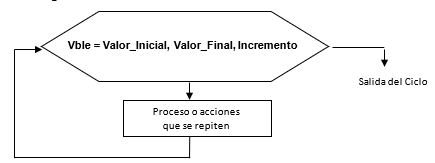 Vble = Valor_Inicial, Valor_Final, Incremento
Salida del Ciclo
Proceso o acciones
que se repiten